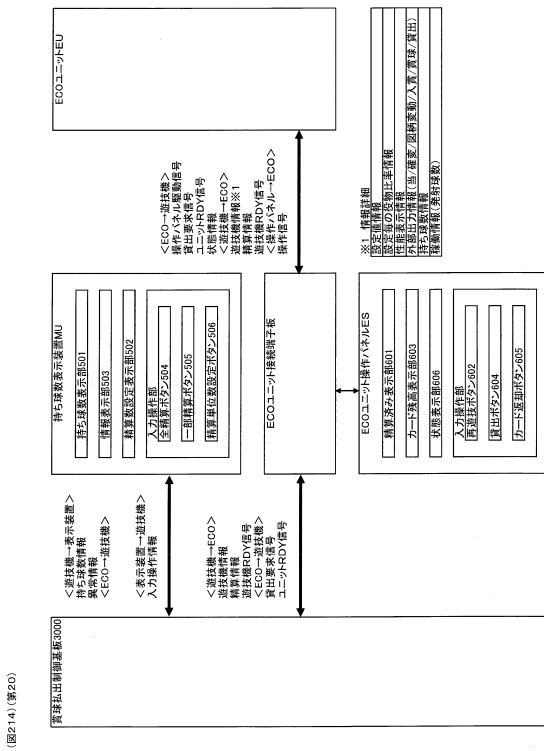 (図214)(第20)
賞球払出制御基板3000
<遊技機→表示装置>
持ち球数情報
異常情報
<ECO→遊技機>
<表示装置→遊技機>
入力操作情報
<遊技機→ECO>
遊技機情報
精算情報
遊技機RDY信号
<ECO→遊技機>
貸出要求信号
ユニットRDY信号
持ち球数表示装置MU
持ち球数表示部501
情報表示部503
精算数設定表示部502
入力操作部
全精算ボタン504
一部精算ボタン505
精算単位数設定ボタン506
ECOユニット接続端子板
ECOユニット操作パネルES
精算済み表示部601
カード残高表示部603
状態表示部606
入力操作部
再遊技ボタン602
貸出ボタン604
カード返却ボタン605
<ECO→遊技機>
操作パネル駆動信号
貸出要求信号
ユニットRDY信号
状態情報
<遊技機→ECO>
遊技機情報※1
精算情報
遊技機RDY信号
<操作パネル→ECO>
操作信号
ECOユニットEU
※1 情報詳細
設定値情報
設定毎の役物比率情報
性能表示情報
外部出力情報(当/確変/図柄変動/入賞/賞球/貸出)
持ち球数情報
稼働情報(発射球数)